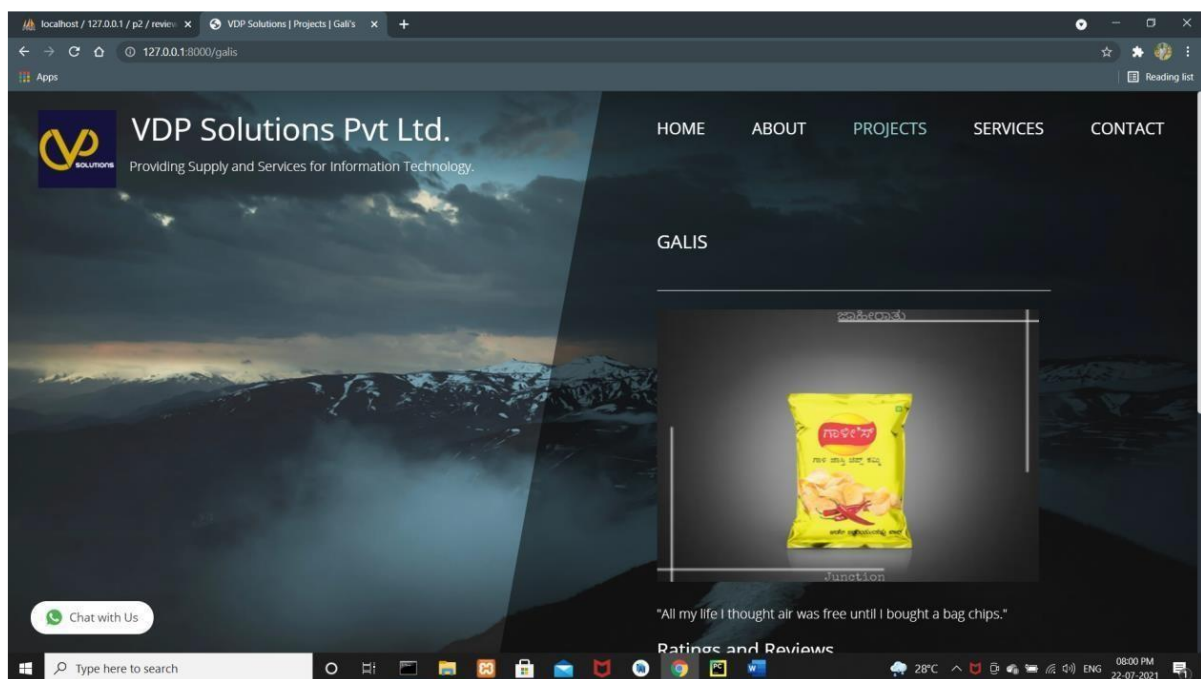 localhost / 127.0.0.1 / p2 / review
VDP Solutions | Projects | Gali's
127.0.0.1:8000/galis
Apps
Reading list
SOLUTIONS
VDP Solutions Pvt Ltd.
Providing Supply and Services for Information Technology.
HOME ABOUT PROJECTS SERVICES CONTACT
GALIS
ಜಾಹೀರಾತು
ಗಾಳೀ'ಸ್
ಗಾಳಿ ಜಾಸ್ತಿ ಚಿಪ್ಸ್ ಕಮ್ಮಿ
Junction
"All my life I thought air was free until I bought a bag chips."
Ratings and Reviews
Chat with Us
Type here to search
28°C
ENG
08:00 PM
22-07-2021